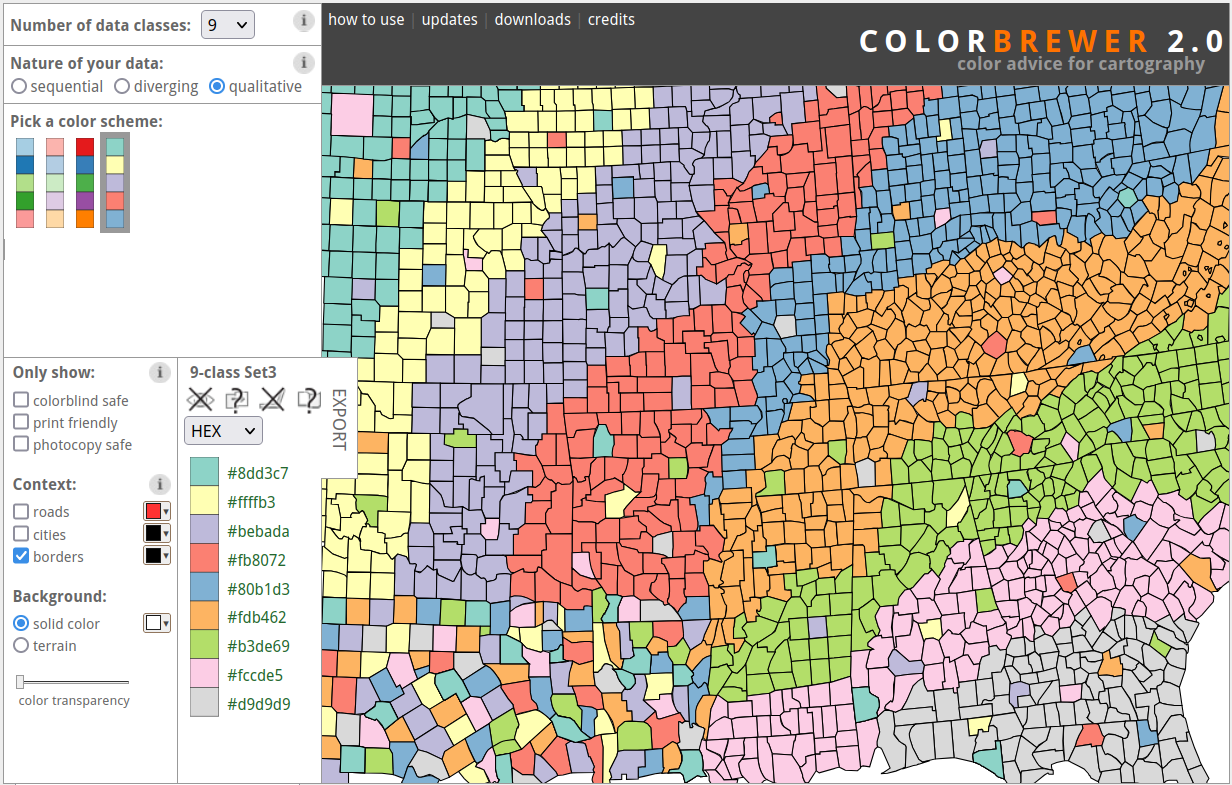 Number of data classes: 9 i
how to use | updates | downloads | credits
COLORBREWER 2.0
color advice for cartography
Nature of your data: i
sequential diverging qualitative
Pick a color scheme:
Only show: i
colorblind safe
print friendly
photocopy safe
Context: i
roads
cities
borders
Background:
solid color
terrain
color transparency
9-class Set3
? ?
HEX
EXPORT
#8dd3c7
#ffffb3
#bebada
#fb8072
#80b1d3
#fdb462
#b3de69
#fccde5
#d9d9d9